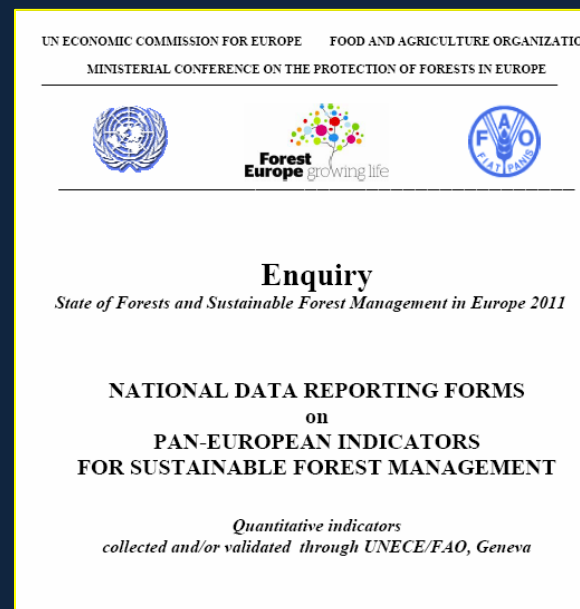 UN ECONOMIC COMMISSION FOR EUROPE FOOD AND AGRICULTURE
MINISTERIAL CONFERENCE ON THE PROTECTION OF FORESTS IN EUROPE
Forest
Europe growing life
F A O
FIAT PANIS
Enquiry
State of Forests and Sustainable Forest Management in Europe 2011
NATIONAL DATA REPORTING FORMS
on
PAN-EUROPEAN INDICATORS
FOR SUSTAINABLE FOREST MANAGEMENT
Quantitative indicators
collected and/or validated through UNECE/FAO, Geneva